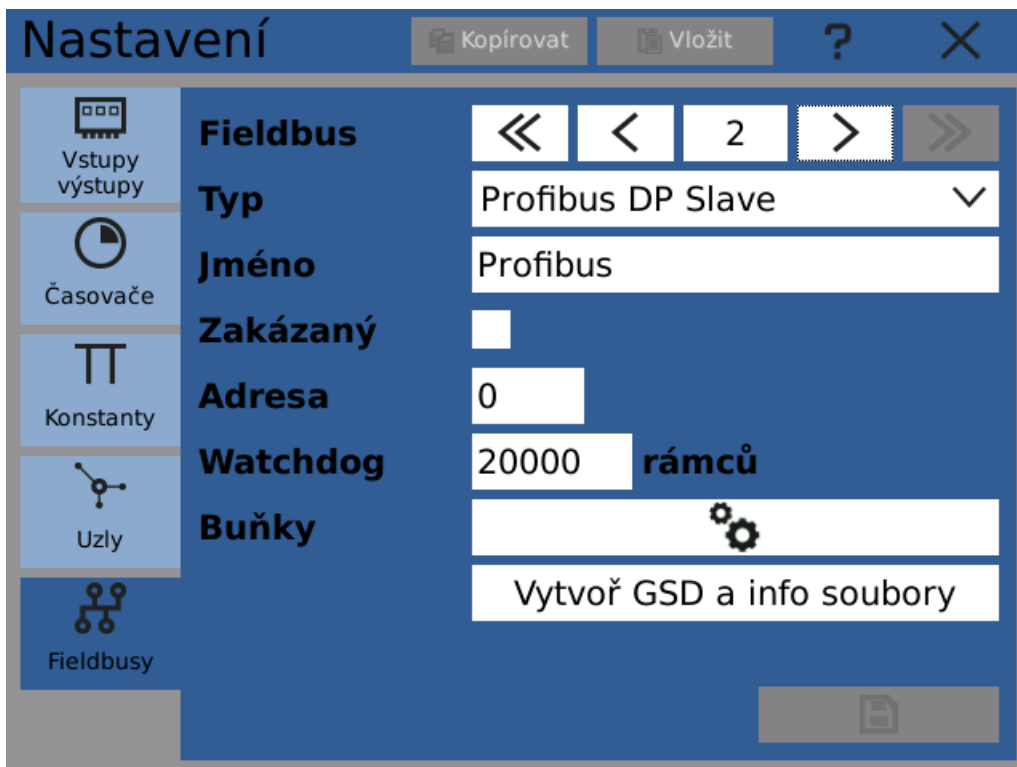 Nastavení
Kopírovat
Vložit
?
Vstupy
výstupy
Časovače
Konstanty
Uzly
Fieldbusy
Fieldbus
2
Typ
Profibus DP Slave
Jméno
Profibus
Zakázaný
Adresa
0
Watchdog
20000 rámců
Buňky
Vytvoř GSD a info soubory